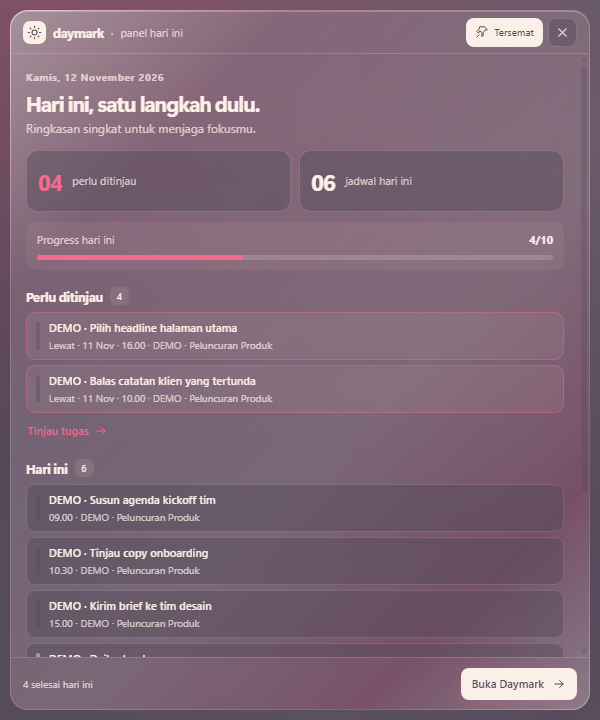 daymark · panel hari ini
Tersemat
Kamis, 12 November 2026
Hari ini, satu langkah dulu.
Ringkasan singkat untuk menjaga fokusmu.
04 perlu ditinjau
06 jadwal hari ini
Progress hari ini 4/10
Perlu ditinjau 4
DEMO · Pilih headline halaman utama
Lewat · 11 Nov · 16.00 · DEMO · Peluncuran Produk
DEMO · Balas catatan klien yang tertunda
Lewat · 11 Nov · 10.00 · DEMO · Peluncuran Produk
Tinjau tugas →
Hari ini 6
DEMO · Susun agenda kickoff tim
09.00 · DEMO · Peluncuran Produk
DEMO · Tinjau copy onboarding
10.30 · DEMO · Peluncuran Produk
DEMO · Kirim brief ke tim desain
15.00 · DEMO · Peluncuran Produk
4 selesai hari ini
Buka Daymark →